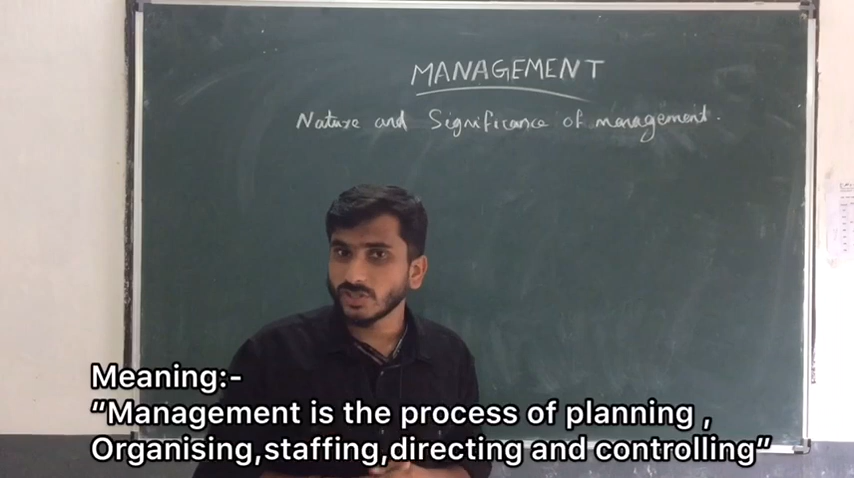 MANAGEMENT
Nature and Significance of management.
Meaning:-
“Management is the process of planning ,
Organising,staffing,directing and controlling”